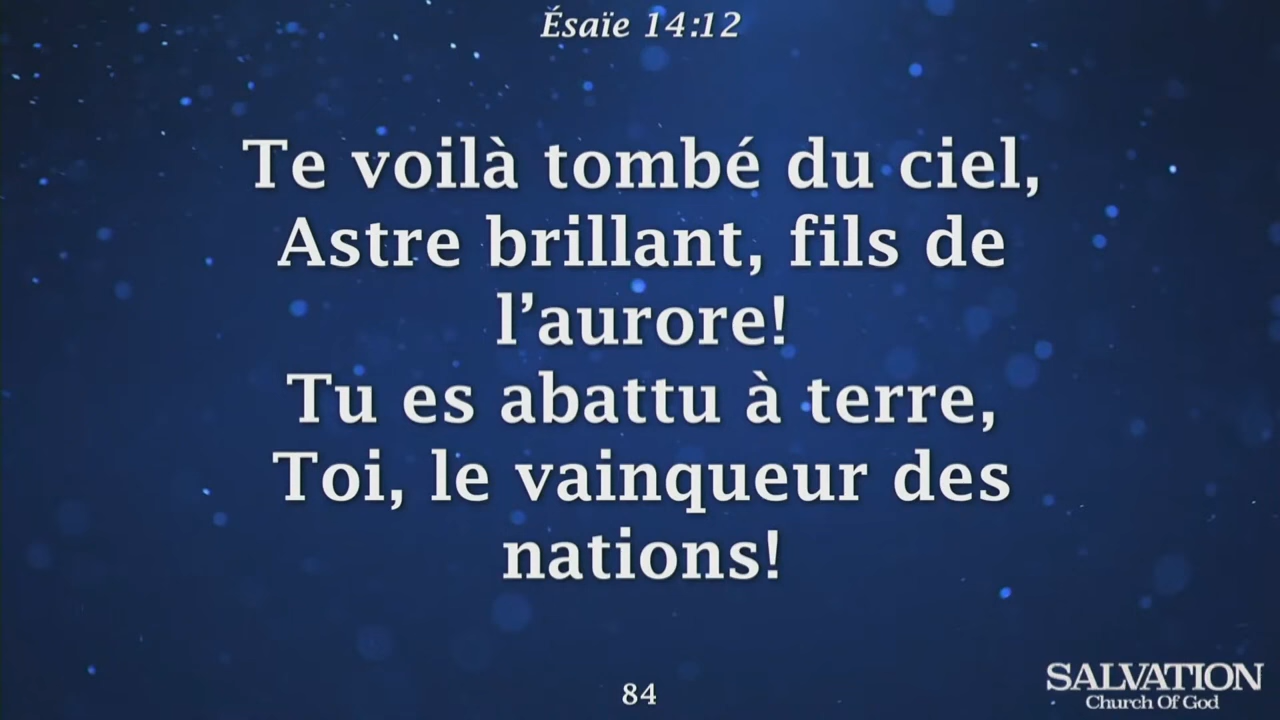 Ésaïe 14:12
Te voilà tombé du ciel,
Astre brillant, fils de
l’aurore!
Tu es abattu à terre,
Toi, le vainqueur des
nations!
84
SALVATION
Church Of God